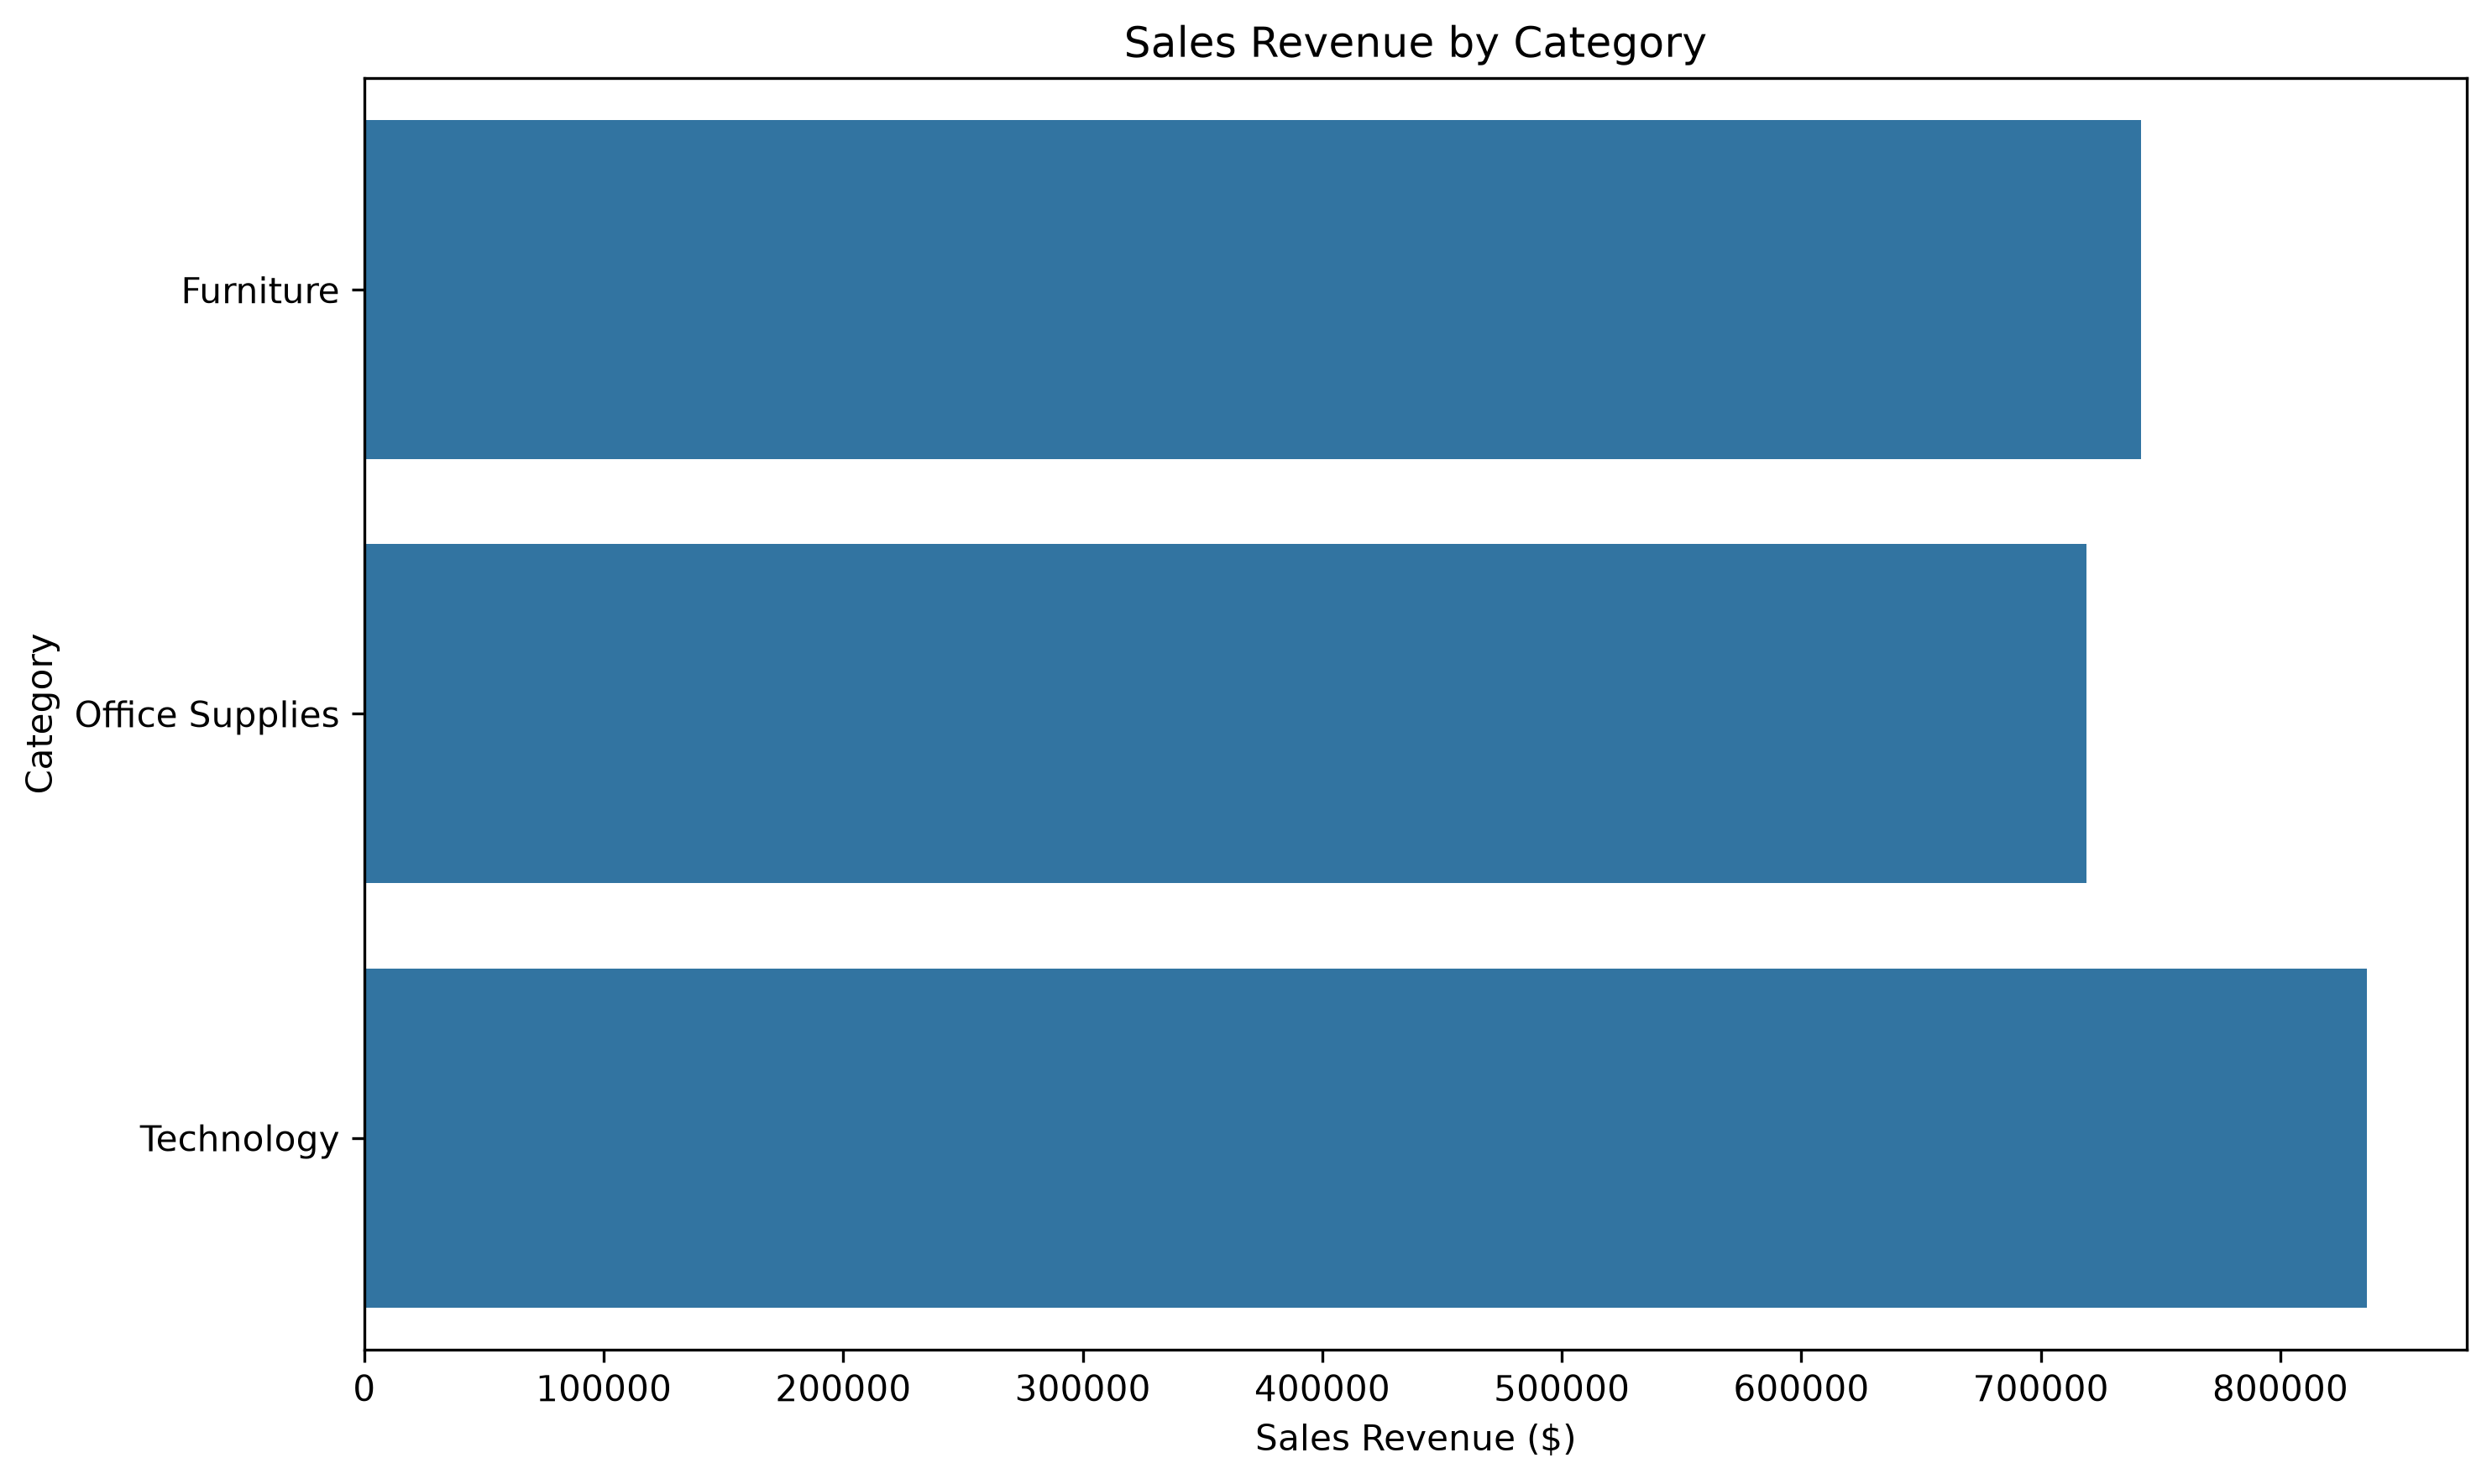 Sales Revenue by Category
Category
Furniture
Office Supplies
Technology
0 100000 200000 300000 400000 500000 600000 700000 800000
Sales Revenue ($)